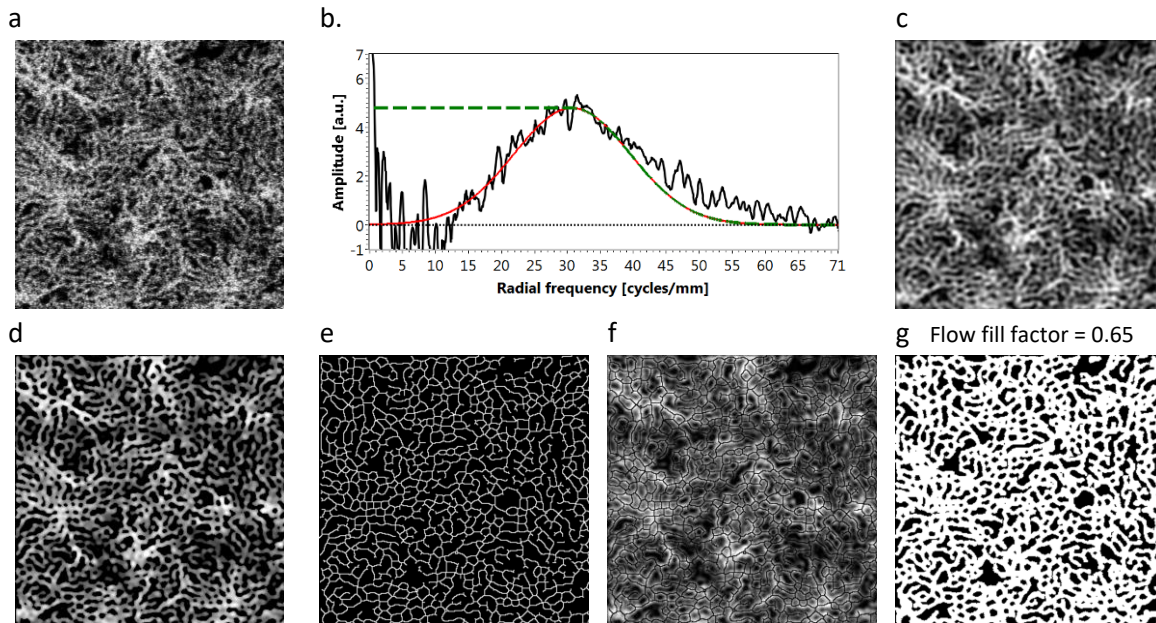 a
b.
c
7
6
4
2
0
-1
Amplitude [a.u.]
0 5 10 15 20 25 30 35 40 45 50 55 60 65 71
Radial frequency [cycles/mm]
d
e
f
g Flow fill factor = 0.65